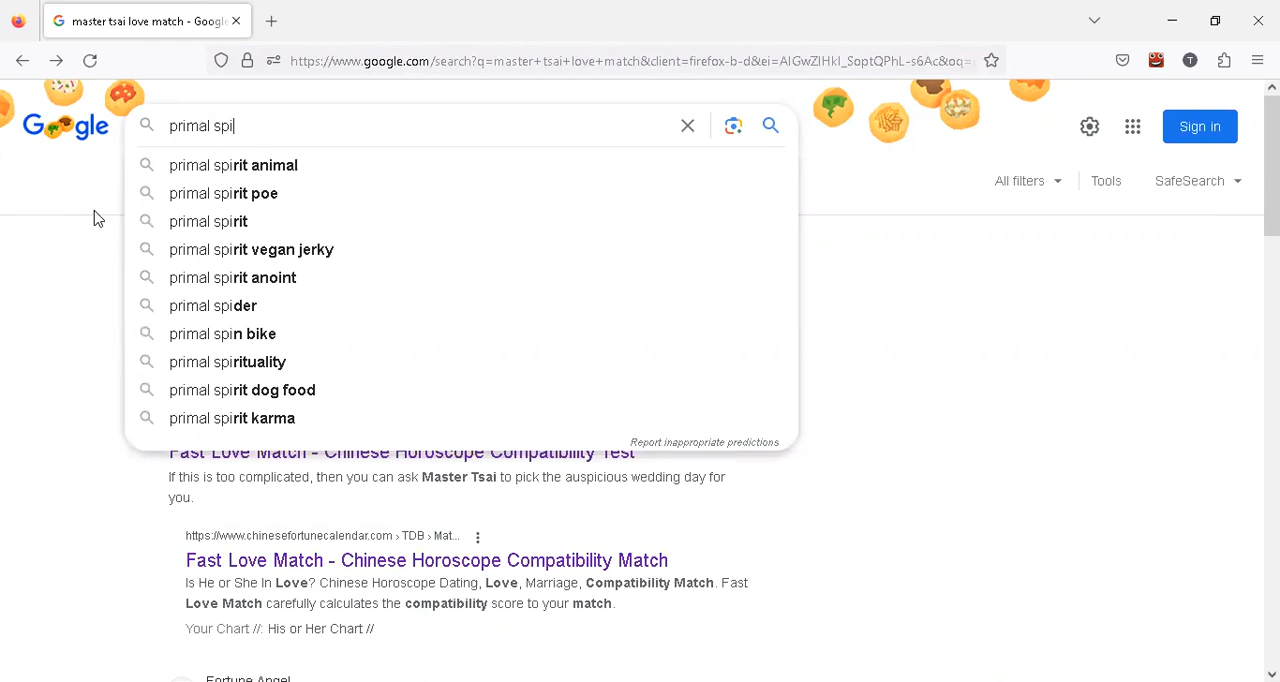 master tsai love match - Google
https://www.google.com/search?q=master+tsai+love+match&client=firefox-b-d&ei=AlGwZIHkI_SoptQPhL-s6Ac&oq=
Google
primal spi
Sign in
primal spirit animal
All filters
Tools
SafeSearch
primal spirit poe
primal spirit
primal spirit vegan jerky
primal spirit anoint
primal spider
primal spin bike
primal spirituality
primal spirit dog food
primal spirit karma
Report inappropriate predictions
Fast Love Match - Chinese Horoscope Compatibility Test
If this is too complicated, then you can ask Master Tsai to pick the auspicious wedding day for
you.
https://www.chinesefortunecalendar.com › TDB › Mat...
Fast Love Match - Chinese Horoscope Compatibility Match
Is He or She In Love? Chinese Horoscope Dating, Love, Marriage, Compatibility Match. Fast
Love Match carefully calculates the compatibility score to your match.
Your Chart //: His or Her Chart //
Fortune Angel